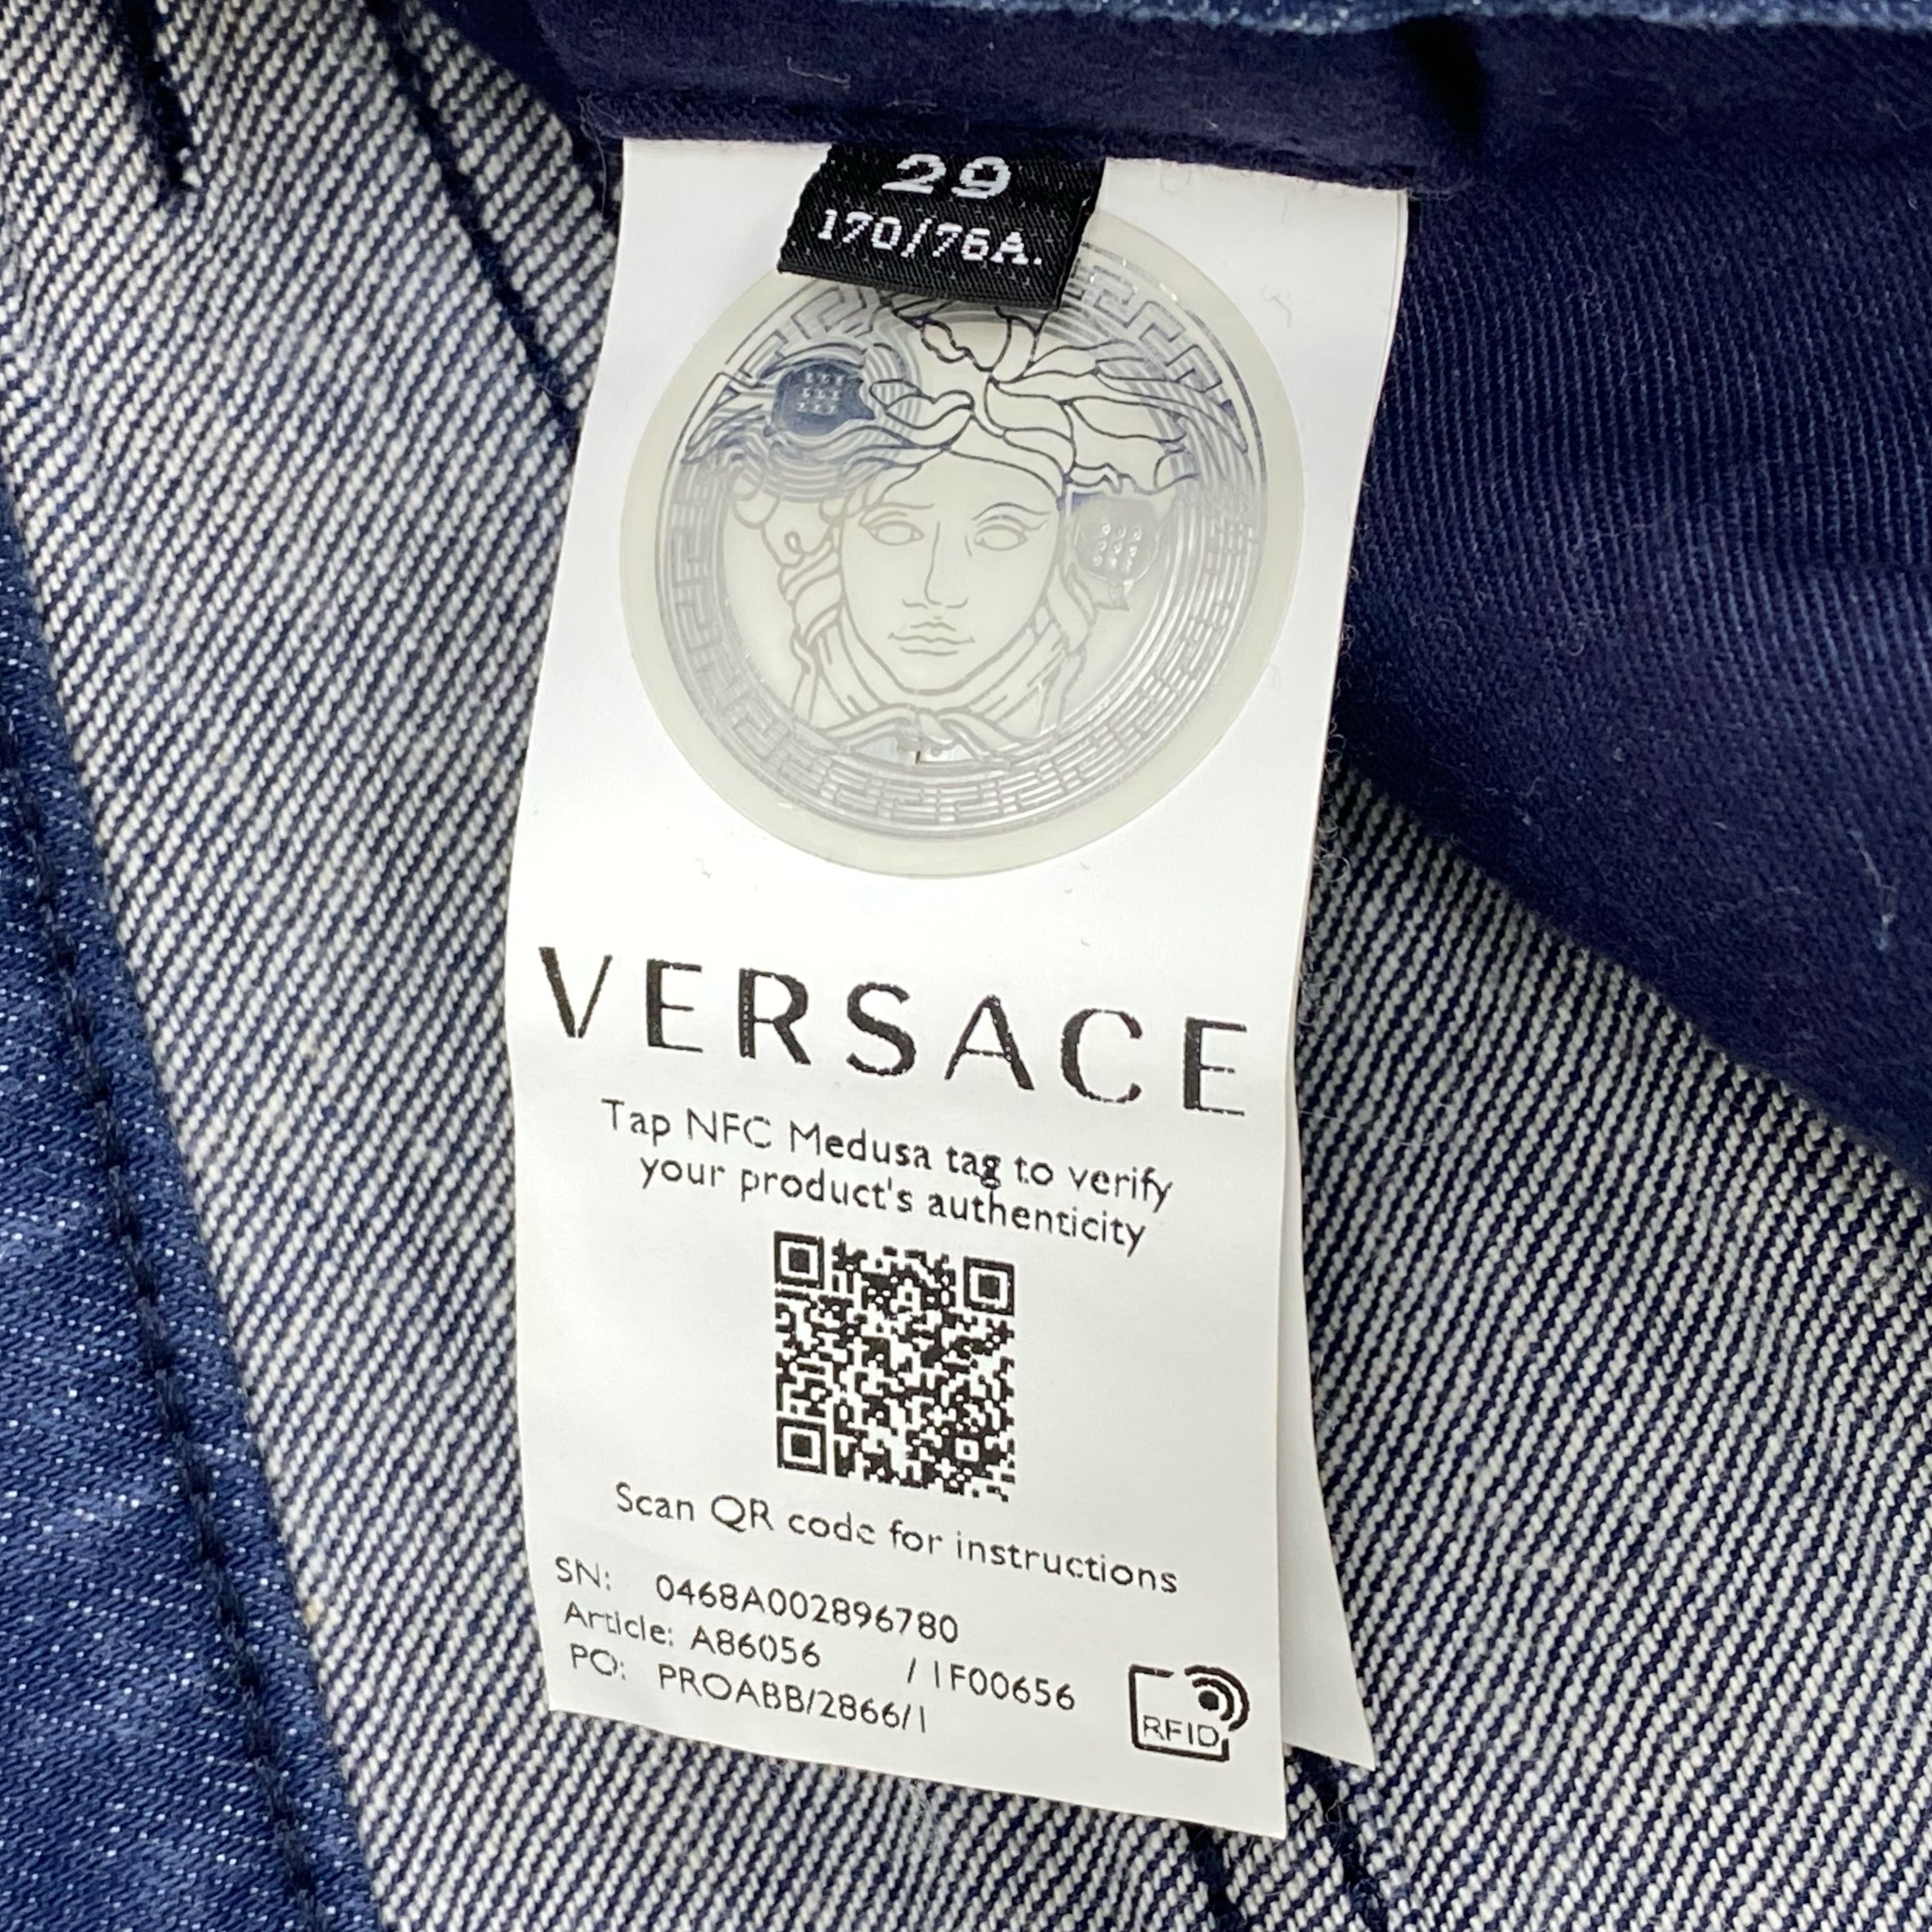 29
170/76A.
VERSACE
Tap NFC Medusa tag to verify
your product's authenticity
Scan QR code for instructions
SN: 0468A002896780
Article: A86056 / 1F00656
PO: PROABB/2866/1
RFID